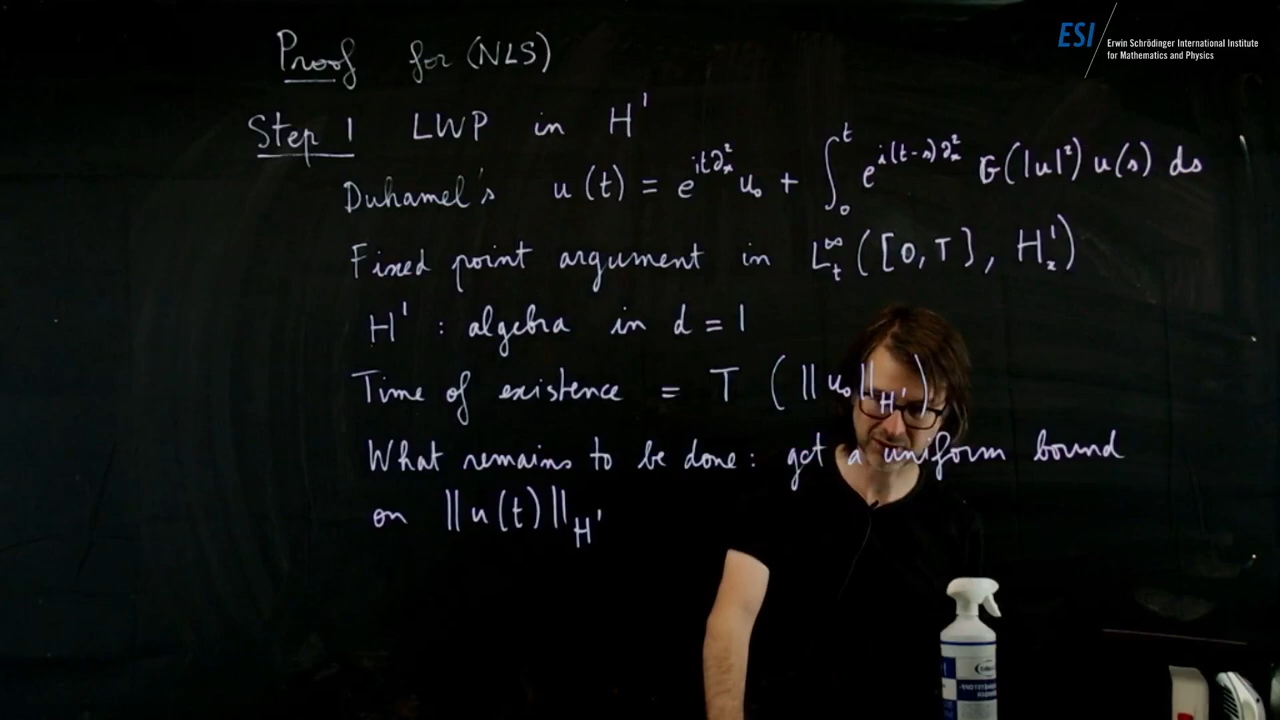 ESI Erwin Schrödinger International Institute
for Mathematics and Physics
Proof for (NLS)
Step 1 LWP in H¹
Duhamel's u(t) = e^{it∂ₓ²} u₀ + ∫₀ᵗ e^{i(t-s)∂ₓ²} G(|u|²) u(s) ds
Fixed point argument in L^∞_t ([0,T], H¹ₓ)
H¹ : algebra in d = 1
Time of existence = T (||u₀||_{H¹})
What remains to be done: get a uniform bound
on ||u(t)||_{H¹}